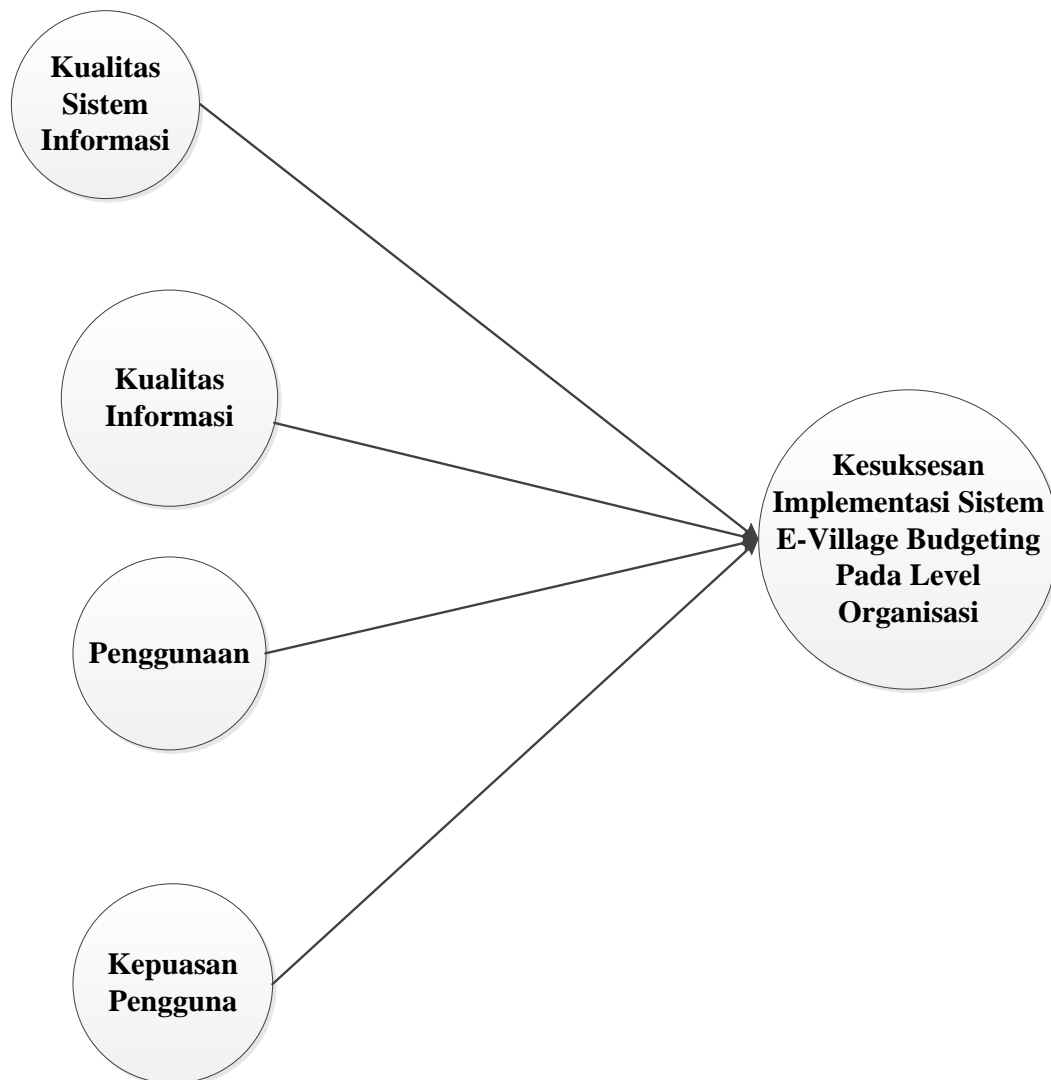 Kualitas
Sistem
Informasi
Kualitas
Informasi
Penggunaan
Kepuasan
Pengguna
Kesuksesan
Implementasi Sistem
E-Village Budgeting
Pada Level
Organisasi